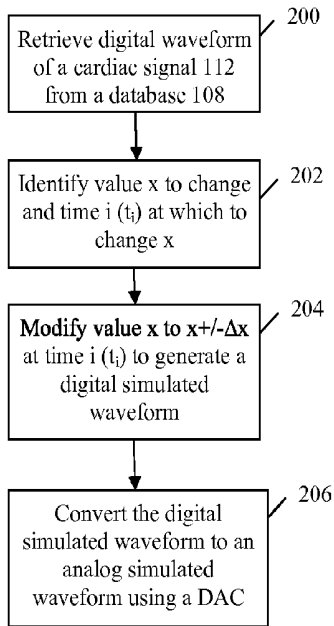 200
Retrieve digital waveform
of a cardiac signal 112
from a database 108
202
Identify value x to change
and time i (tᵢ) at which to
change x
204
Modify value x to x+/-Δx
at time i (tᵢ) to generate a
digital simulated
waveform
206
Convert the digital
simulated waveform to an
analog simulated
waveform using a DAC